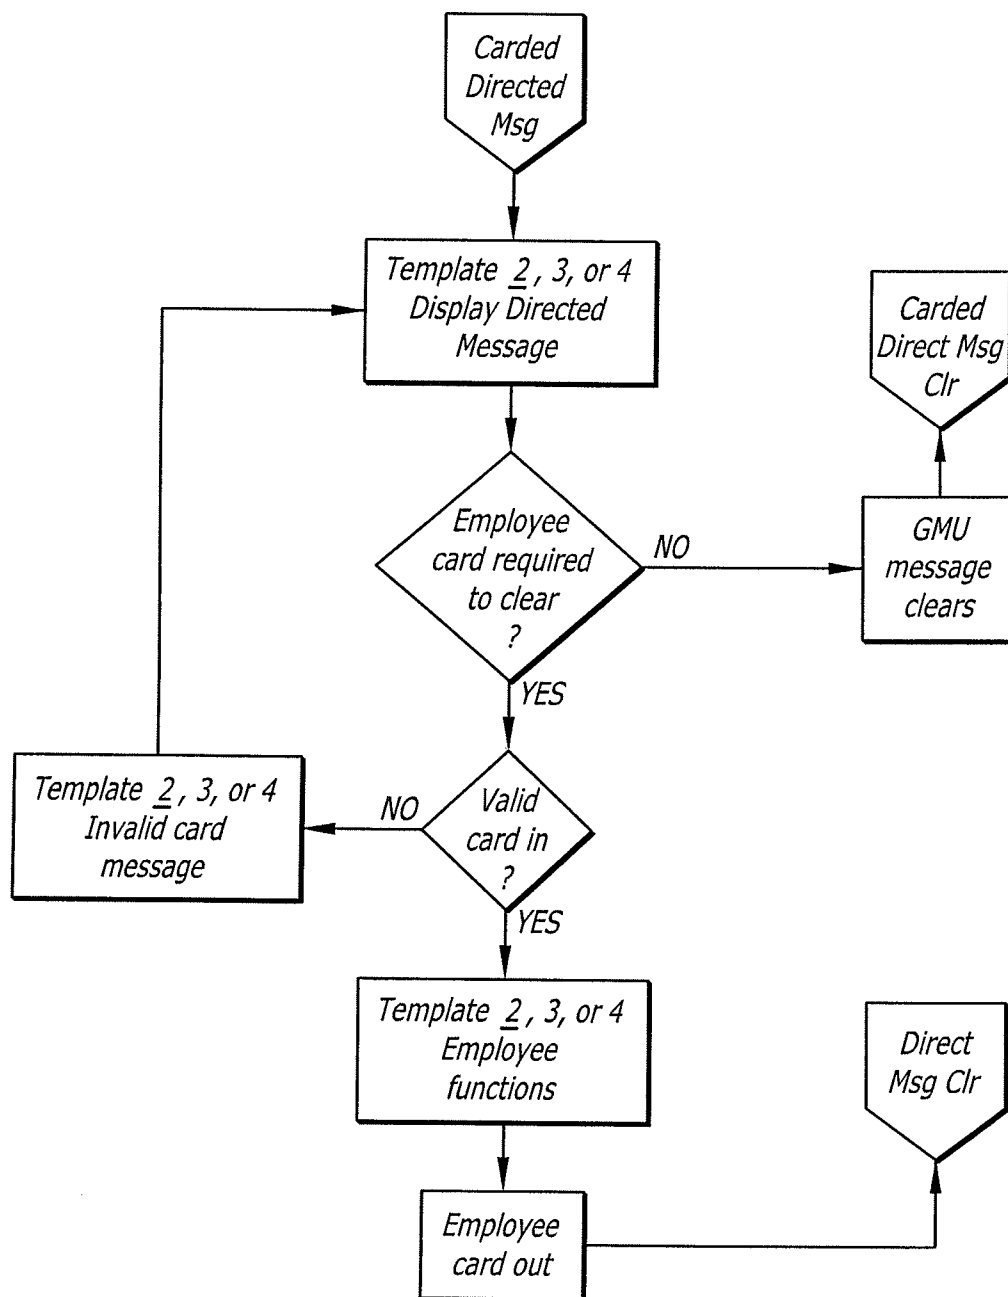 Carded
Directed
Msg
Template 2, 3, or 4
Display Directed
Message
Carded
Direct Msg
Clr
Employee
card required
to clear
?
NO
GMU
message
clears
YES
Template 2, 3, or 4
Invalid card
message
NO
Valid
card in
?
YES
Template 2, 3, or 4
Employee
functions
Direct
Msg Clr
Employee
card out